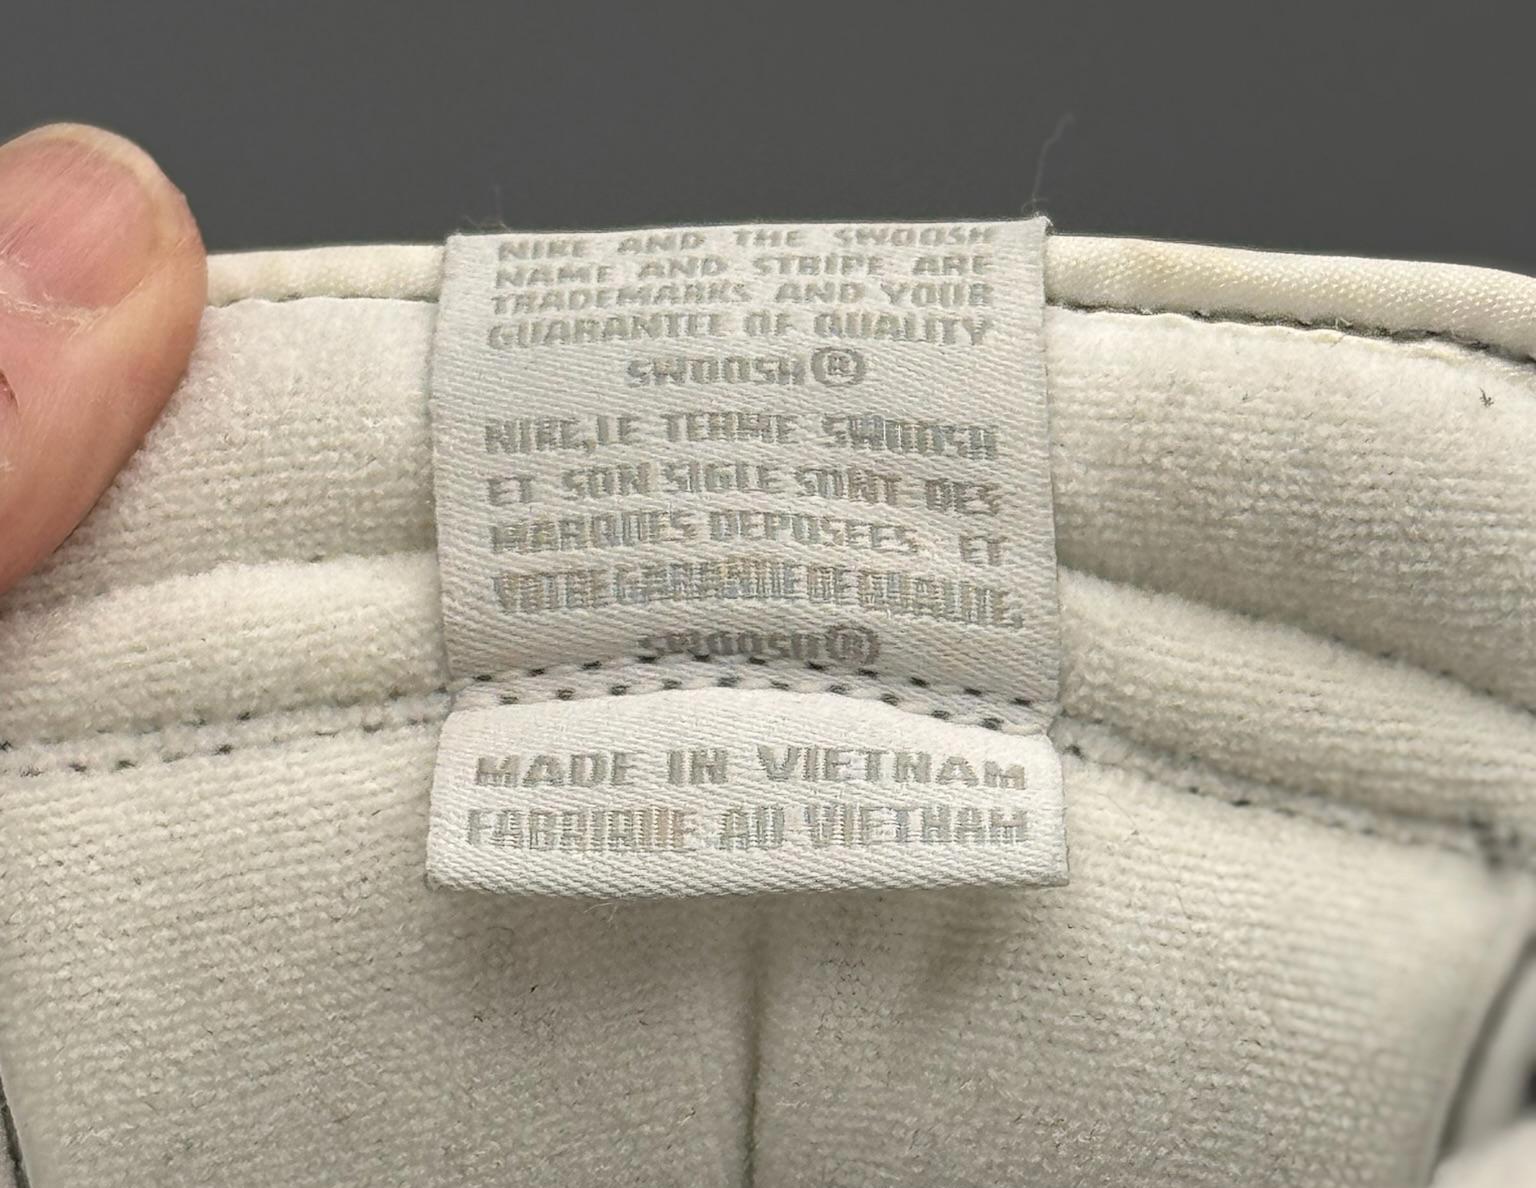 NIKE AND THE SWOOSH
NAME AND STRIPE ARE
TRADEMARKS AND YOUR
GUARANTEE OF QUALITY
SWOOSH®
NIKE, LE TERME SWOOSH
ET SON SIGLE SONT DES
MARQUES DEPOSEES ET
VOTRE GARANTIE DE QUALITE,
SWOOSH®
MADE IN VIETNAM
FABRIQUE AU VIETNAM